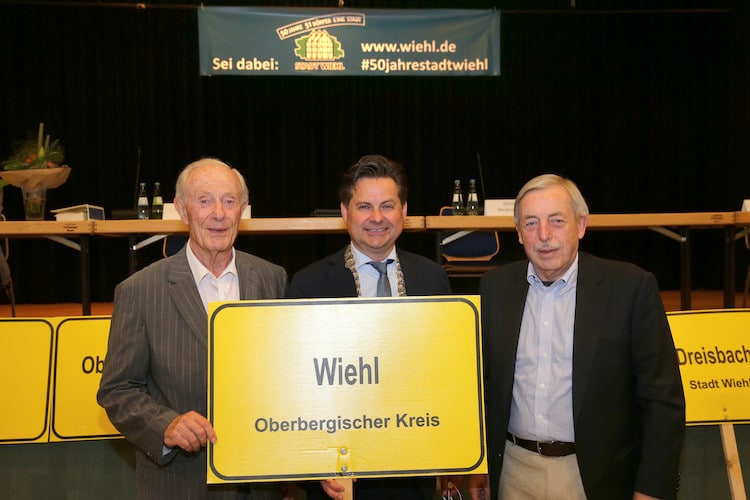 50 JAHRE 51 DÖRFER EINE STADT
STADT WIEHL
Sei dabei:
www.wiehl.de
#50jahrestadtwiehl
Wiehl
Oberbergischer Kreis
Ob
Dreisbach
Stadt Wiehl